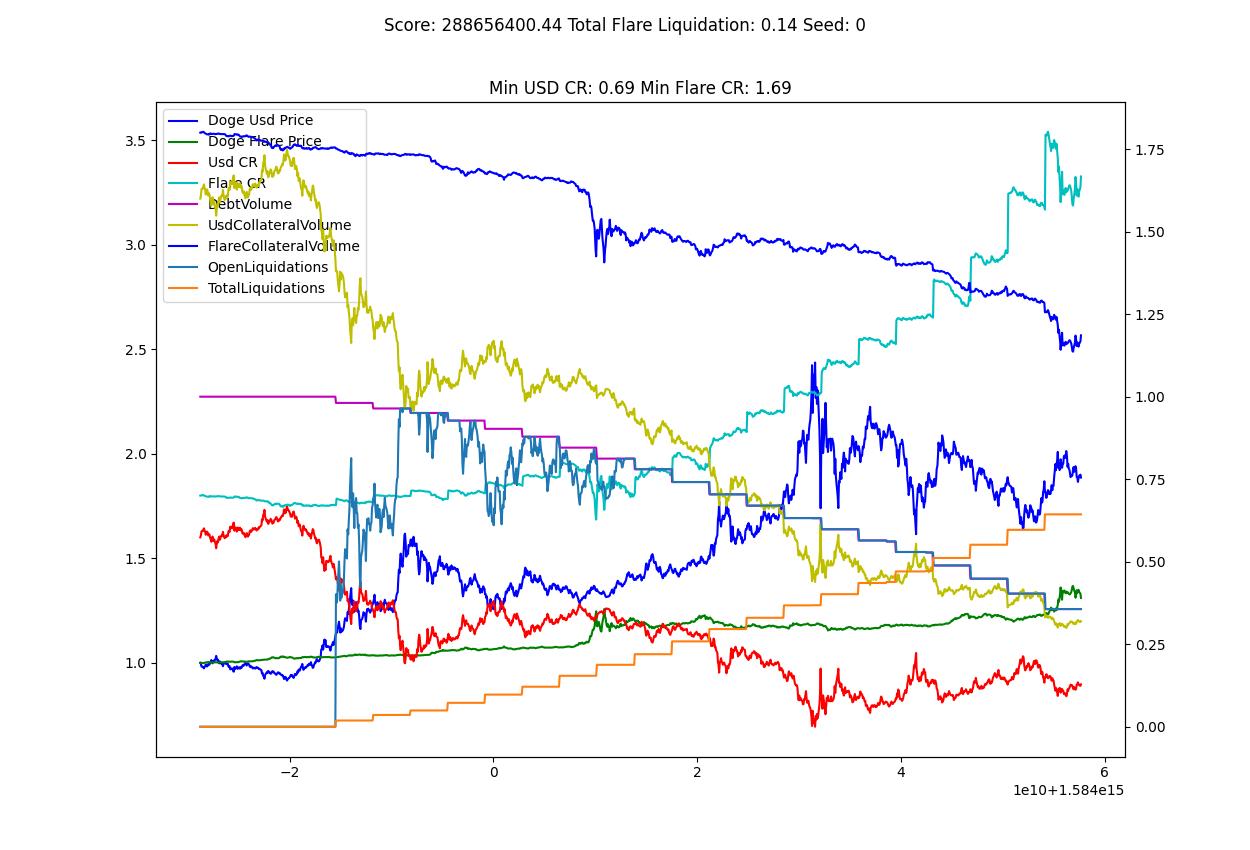 Score: 288656400.44 Total Flare Liquidation: 0.14 Seed: 0
Min USD CR: 0.69 Min Flare CR: 1.69
Doge Usd Price
Doge Flare Price
Usd CR
Flare CR
DebtVolume
UsdCollateralVolume
FlareCollateralVolume
OpenLiquidations
TotalLiquidations
3.5
3.0
2.5
2.0
1.5
1.0
1.75
1.50
1.25
1.00
0.75
0.50
0.25
0.00
−2
0
2
4
6
1e10+1.584e15